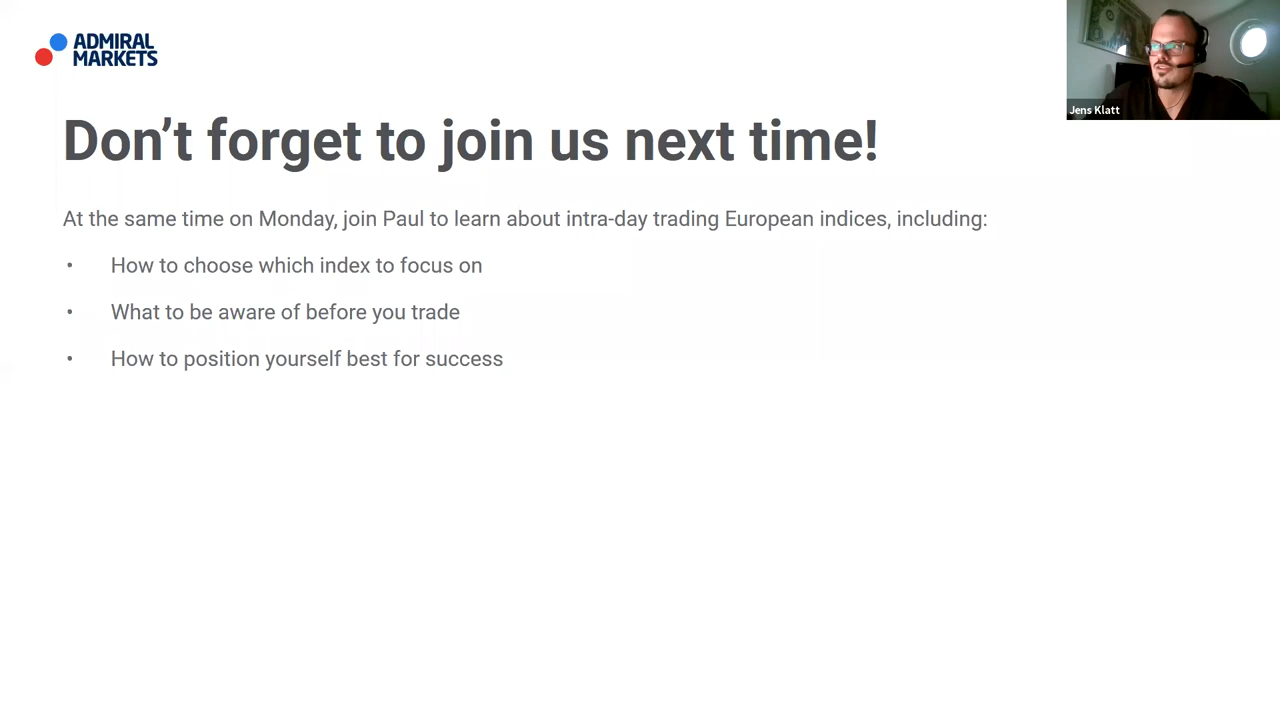 ADMIRAL
MARKETS
Jens Klatt
Don’t forget to join us next time!
At the same time on Monday, join Paul to learn about intra-day trading European indices, including:
• How to choose which index to focus on
• What to be aware of before you trade
• How to position yourself best for success